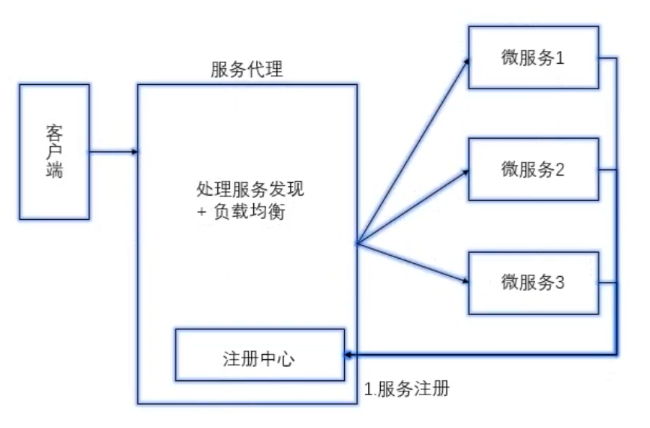 服务代理
客户端
处理服务发现
+ 负载均衡
注册中心
微服务1
微服务2
微服务3
1.服务注册